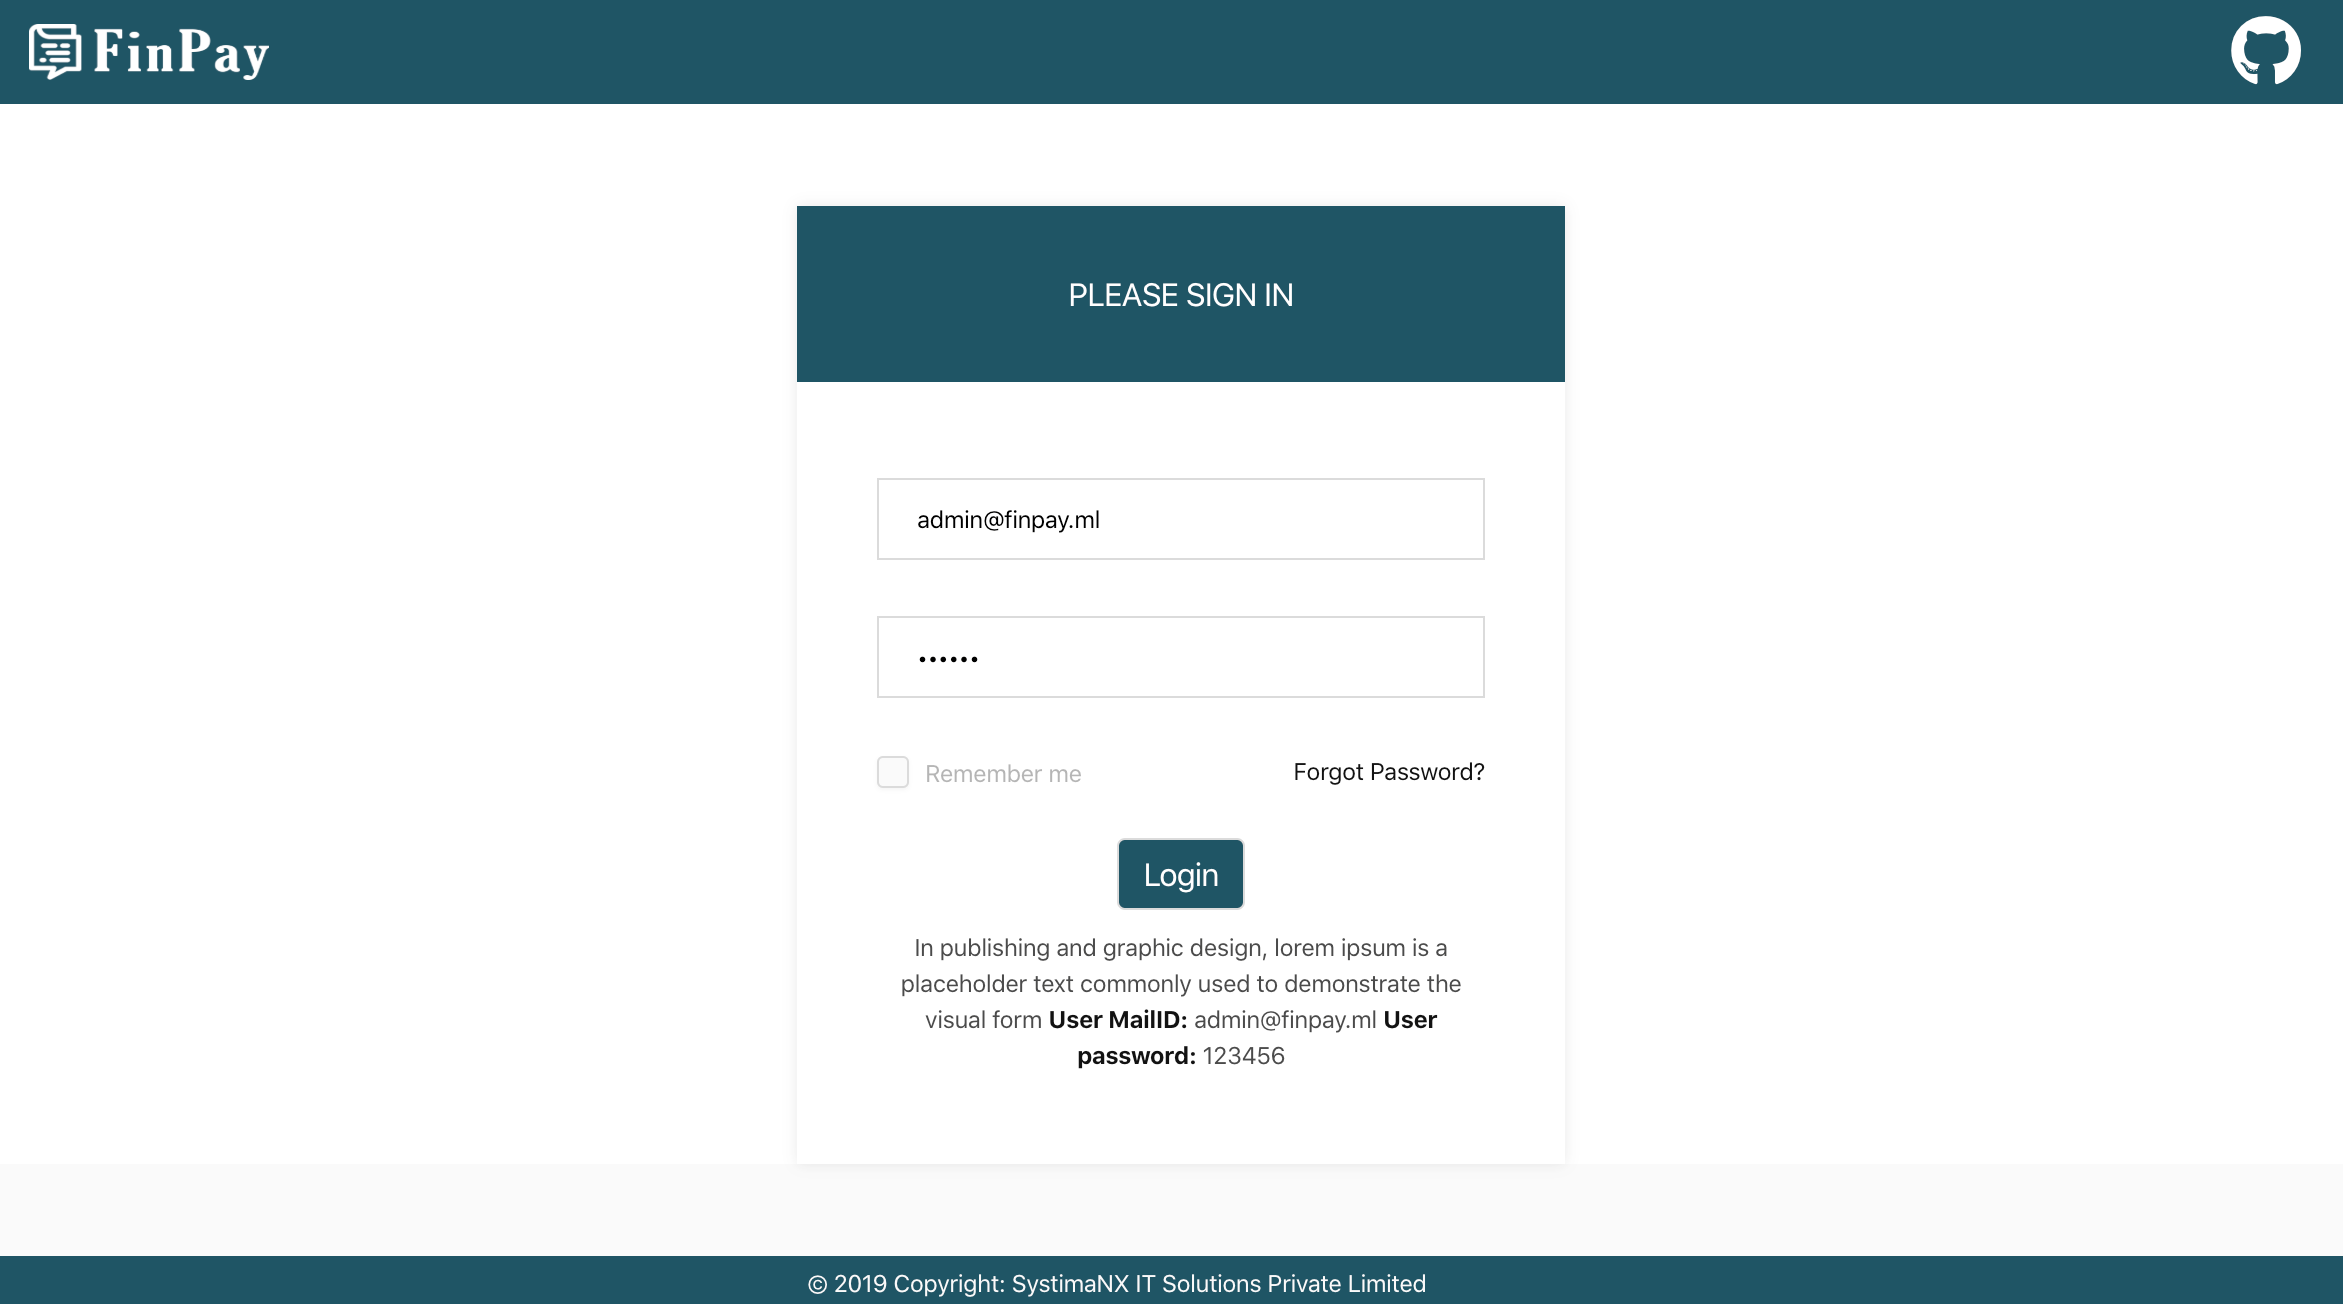 FinPay
PLEASE SIGN IN
admin@finpay.ml
••••••
Remember me
Forgot Password?
Login
In publishing and graphic design, lorem ipsum is a
placeholder text commonly used to demonstrate the
visual form User MailID: admin@finpay.ml User
password: 123456
© 2019 Copyright: SystimaNX IT Solutions Private Limited